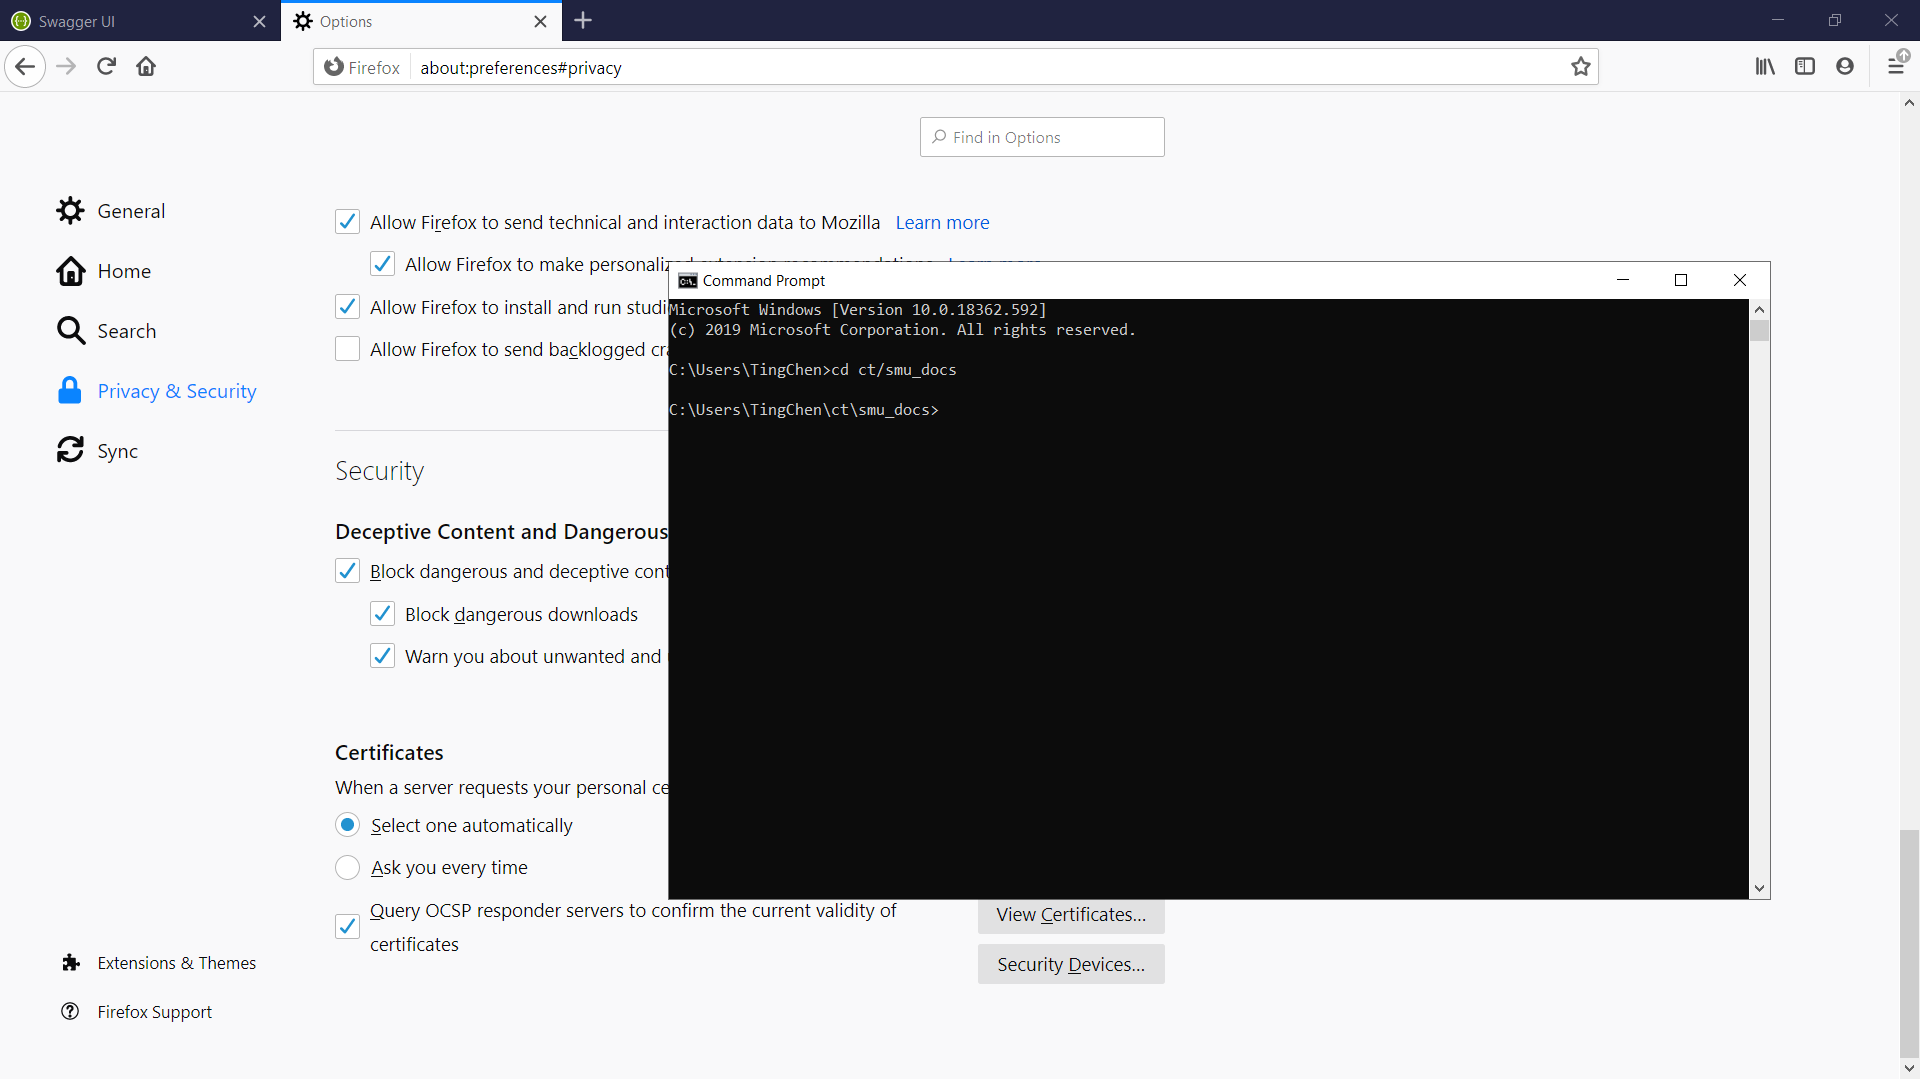 Swagger UI
Options
Firefox
about:preferences#privacy
Find in Options
General
Home
Search
Privacy & Security
Sync
Extensions & Themes
Firefox Support
Allow Firefox to send technical and interaction data to Mozilla Learn more
Allow Firefox to make personalized extension recommendations Learn more
Allow Firefox to install and run studi
Allow Firefox to send backlogged cra
Security
Deceptive Content and Dangerous
Block dangerous and deceptive cont
Block dangerous downloads
Warn you about unwanted and
Certificates
When a server requests your personal ce
Select one automatically
Ask you every time
Query OCSP responder servers to confirm the current validity of
certificates
View Certificates...
Security Devices...
Command Prompt
Microsoft Windows [Version 10.0.18362.592]
(c) 2019 Microsoft Corporation. All rights reserved.
C:\Users\TingChen>cd ct/smu_docs
C:\Users\TingChen\ct\smu_docs>